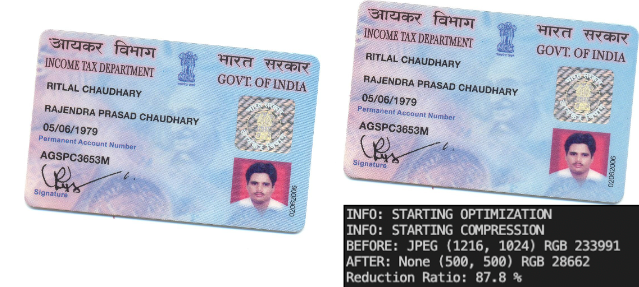 आयकर विभाग
भारत सरकार
INCOME TAX DEPARTMENT
GOVT. OF INDIA
RITLAL CHAUDHARY
RAJENDRA PRASAD CHAUDHARY
05/06/1979
Permanent Account Number
AGSPC3653M
Signature
02082006
आयकर विभाग
भारत सरकार
INCOME TAX DEPARTMENT
GOVT. OF INDIA
RITLAL CHAUDHARY
RAJENDRA PRASAD CHAUDHARY
05/06/1979
Permanent Account Number
AGSPC3653M
Signature
02082006
INFO: STARTING OPTIMIZATION
INFO: STARTING COMPRESSION
BEFORE: JPEG (1216, 1024) RGB 233991
AFTER: None (500, 500) RGB 28662
Reduction Ratio: 87.8 %